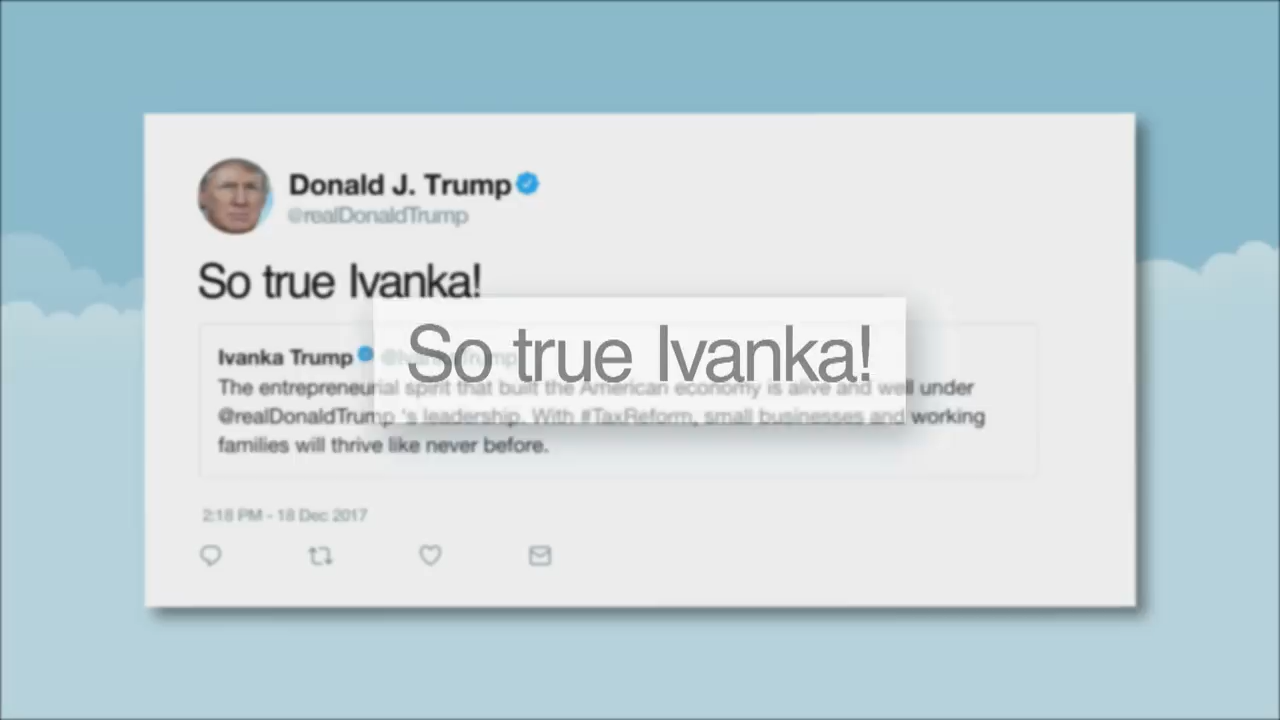 Donald J. Trump
@realDonaldTrump
So true Ivanka!
So true Ivanka!
Ivanka Trump @IvankaTrump
The entrepreneurial spirit that built the American economy is alive and well under
@realDonaldTrump 's leadership. With #TaxReform, small businesses and working
families will thrive like never before.
2:18 PM - 18 Dec 2017